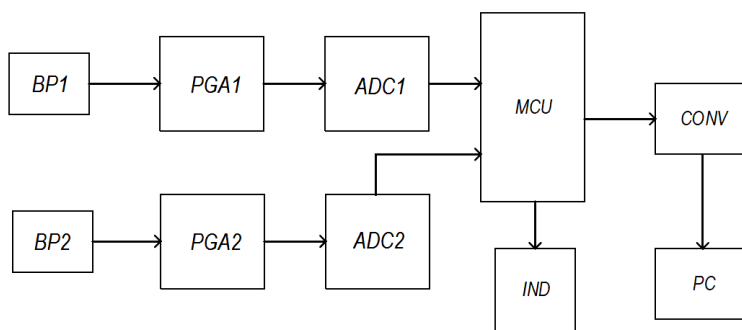 BP1
PGA1
ADC1
MCU
CONV
BP2
PGA2
ADC2
IND
PC